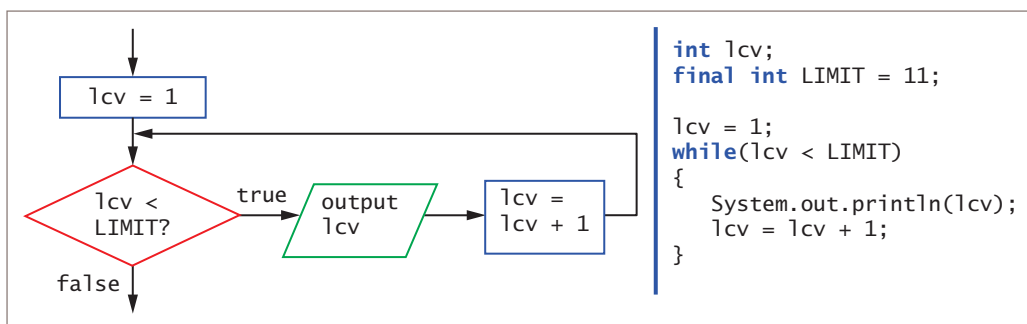 lcv = 1
lcv <
LIMIT?
true
false
output
lcv
lcv =
lcv + 1
int lcv;
final int LIMIT = 11;
lcv = 1;
while(lcv < LIMIT)
{
System.out.println(lcv);
lcv = lcv + 1;
}